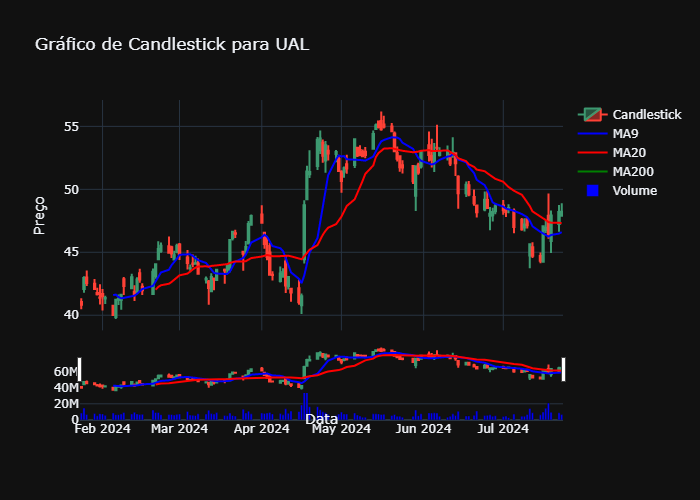 Gráfico de Candlestick para UAL
Candlestick
MA9
MA20
MA200
Volume
Preço
55
50
45
40
60M
40M
20M
0
Data
Feb 2024 Mar 2024 Apr 2024 May 2024 Jun 2024 Jul 2024